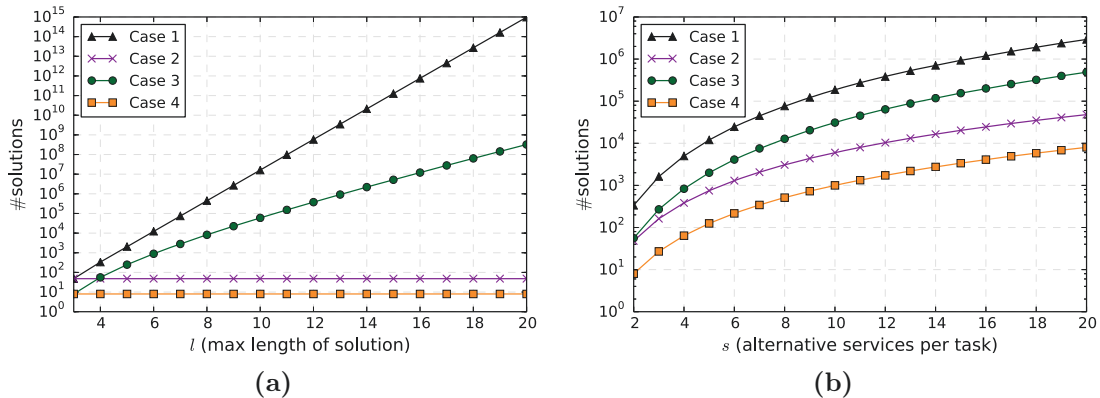 10^15
10^14
10^13
10^12
10^11
10^10
10^9
10^8
10^7
10^6
10^5
10^4
10^3
10^2
10^1
10^0
#solutions
Case 1
Case 2
Case 3
Case 4
4 6 8 10 12 14 16 18 20
l (max length of solution)
(a)
10^7
10^6
10^5
10^4
10^3
10^2
10^1
10^0
#solutions
Case 1
Case 3
Case 2
Case 4
2 4 6 8 10 12 14 16 18 20
s (alternative services per task)
(b)